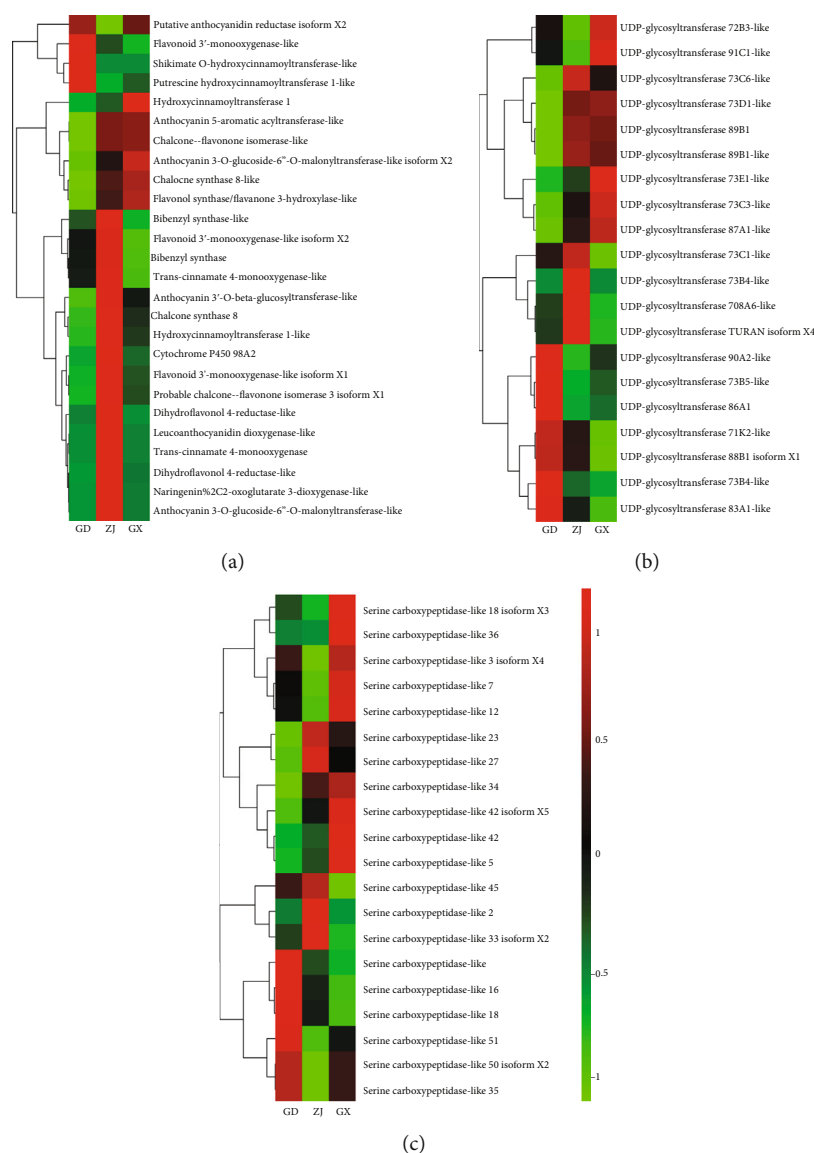 Putative anthocyanidin reductase isoform X2
Flavonoid 3′-monooxygenase-like
Shikimate O-hydroxycinnamoyltransferase-like
Putrescine hydroxycinnamoyltransferase 1-like
Hydroxycinnamoyltransferase 1
Anthocyanin 5-aromatic acyltransferase-like
Chalcone--flavonone isomerase-like
Anthocyanin 3-O-glucoside-6″-O-malonyltransferase-like isoform X2
Chalocne synthase 8-like
Flavonol synthase/flavanone 3-hydroxylase-like
Bibenzyl synthase-like
Flavonoid 3′-monooxygenase-like isoform X2
Bibenzyl synthase
Trans-cinnamate 4-monooxygenase-like
Anthocyanin 3′-O-beta-glucosyltransferase-like
Chalcone synthase 8
Hydroxycinnamoyltransferase 1-like
Cytochrome P450 98A2
Flavonoid 3′-monooxygenase-like isoform X1
Probable chalcone--flavonone isomerase 3 isoform X1
Dihydroflavonol 4-reductase-like
Leucoanthocyanidin dioxygenase-like
Trans-cinnamate 4-monooxygenase
Dihydroflavonol 4-reductase-like
Naringenin%2C2-oxoglutarate 3-dioxygenase-like
Anthocyanin 3-O-glucoside-6″-O-malonyltransferase-like
GD ZJ GX
(a)
UDP-glycosyltransferase 72B3-like
UDP-glycosyltransferase 91C1-like
UDP-glycosyltransferase 73C6-like
UDP-glycosyltransferase 73D1-like
UDP-glycosyltransferase 89B1
UDP-glycosyltransferase 89B1-like
UDP-glycosyltransferase 73E1-like
UDP-glycosyltransferase 73C3-like
UDP-glycosyltransferase 87A1-like
UDP-glycosyltransferase 73C1-like
UDP-glycosyltransferase 73B4-like
UDP-glycosyltransferase 708A6-like
UDP-glycosyltransferase TURAN isoform X4
UDP-glycosyltransferase 90A2-like
UDP-glycosyltransferase 73B5-like
UDP-glycosyltransferase 86A1
UDP-glycosyltransferase 71K2-like
UDP-glycosyltransferase 88B1 isoform X1
UDP-glycosyltransferase 73B4-like
UDP-glycosyltransferase 83A1-like
GD ZJ GX
(b)
Serine carboxypeptidase-like 18 isoform X3
Serine carboxypeptidase-like 36
Serine carboxypeptidase-like 3 isoform X4
Serine carboxypeptidase-like 7
Serine carboxypeptidase-like 12
Serine carboxypeptidase-like 23
Serine carboxypeptidase-like 27
Serine carboxypeptidase-like 34
Serine carboxypeptidase-like 42 isoform X5
Serine carboxypeptidase-like 42
Serine carboxypeptidase-like 5
Serine carboxypeptidase-like 45
Serine carboxypeptidase-like 2
Serine carboxypeptidase-like 33 isoform X2
Serine carboxypeptidase-like
Serine carboxypeptidase-like 16
Serine carboxypeptidase-like 18
Serine carboxypeptidase-like 51
Serine carboxypeptidase-like 50 isoform X2
Serine carboxypeptidase-like 35
GD ZJ GX
1
0.5
0
–0.5
–1
(c)